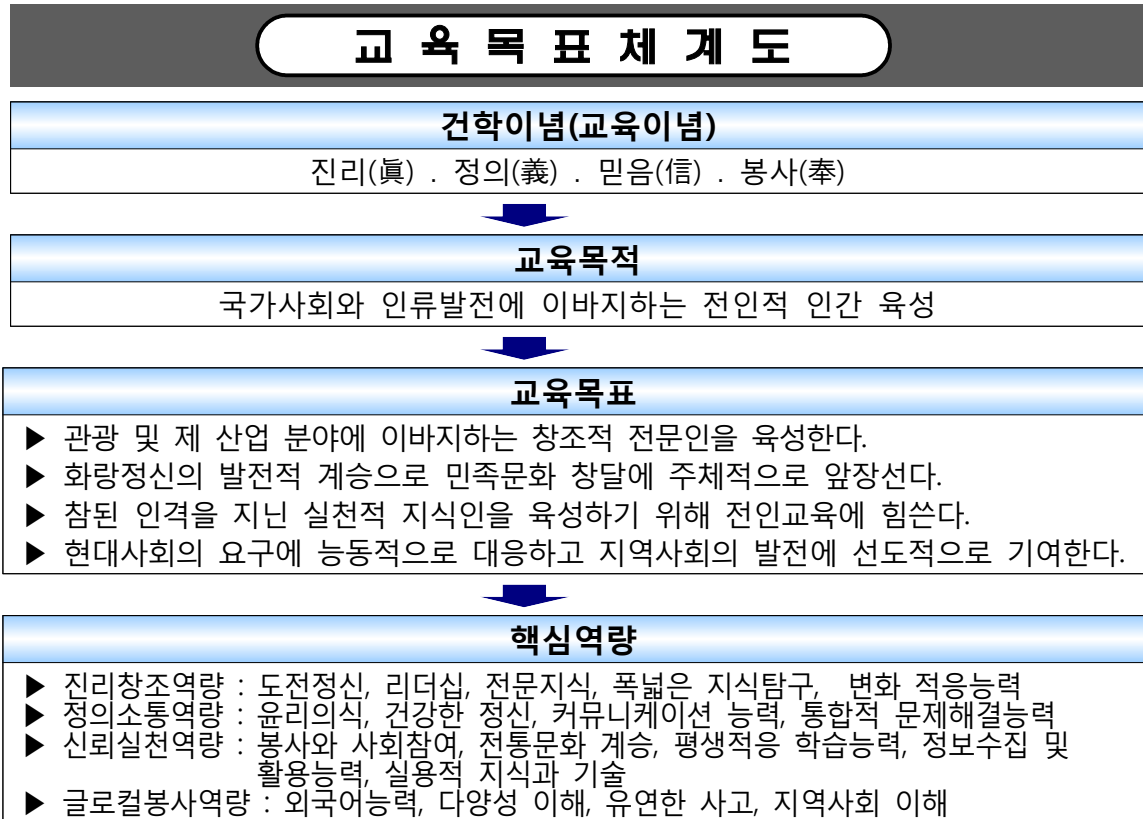 교 육 목 표 체 계 도
건학이념(교육이념)
진리(眞) . 정의(義) . 믿음(信) . 봉사(奉)
교육목적
국가사회와 인류발전에 이바지하는 전인적 인간 육성
교육목표
▶ 관광 및 제 산업 분야에 이바지하는 창조적 전문인을 육성한다.
▶ 화랑정신의 발전적 계승으로 민족문화 창달에 주체적으로 앞장선다.
▶ 참된 인격을 지닌 실천적 지식인을 육성하기 위해 전인교육에 힘쓴다.
▶ 현대사회의 요구에 능동적으로 대응하고 지역사회의 발전에 선도적으로 기여한다.
핵심역량
▶ 진리창조역량 : 도전정신, 리더십, 전문지식, 폭넓은 지식탐구, 변화 적응능력
▶ 정의소통역량 : 윤리의식, 건강한 정신, 커뮤니케이션 능력, 통합적 문제해결능력
▶ 신뢰실천역량 : 봉사와 사회참여, 전통문화 계승, 평생적응 학습능력, 정보수집 및
활용능력, 실용적 지식과 기술
▶ 글로컬봉사역량 : 외국어능력, 다양성 이해, 유연한 사고, 지역사회 이해